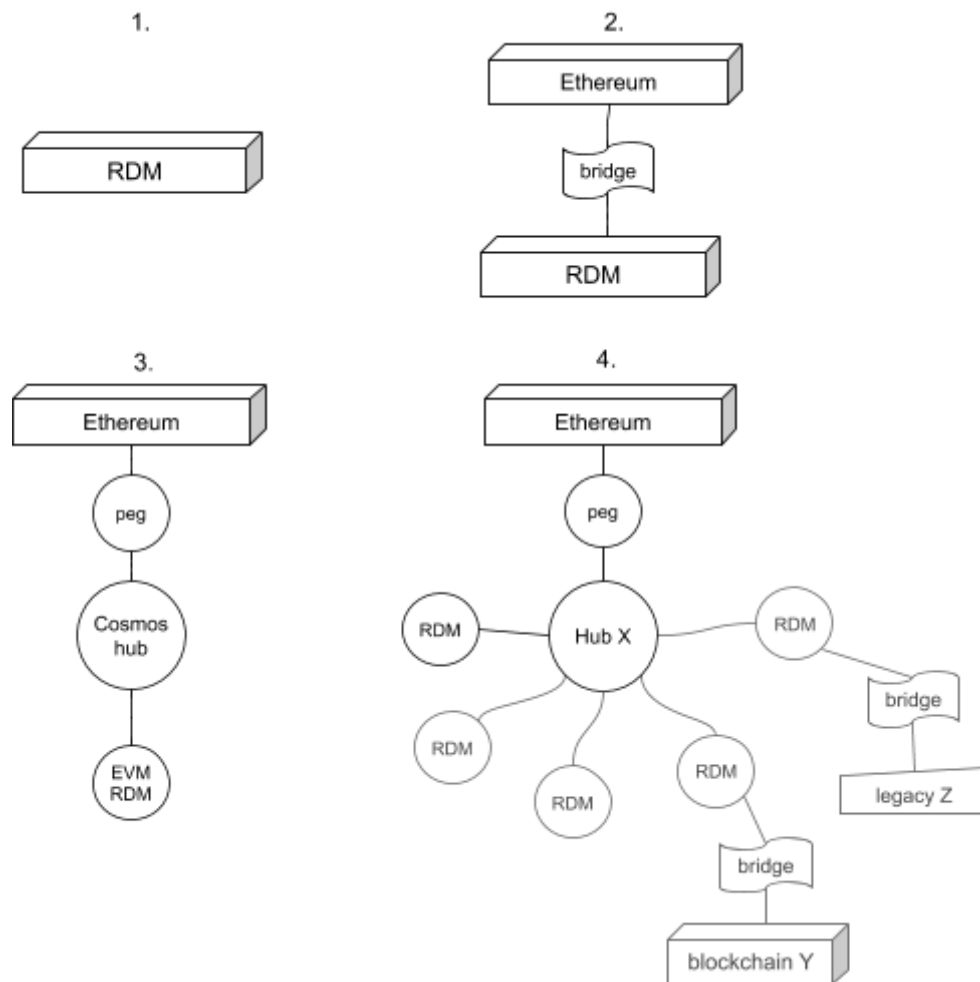 1.
RDM
2.
Ethereum
bridge
RDM
3.
Ethereum
peg
Cosmos
hub
EVM
RDM
4.
Ethereum
peg
Hub X
RDM
RDM
RDM
RDM
RDM
bridge
legacy Z
bridge
blockchain Y